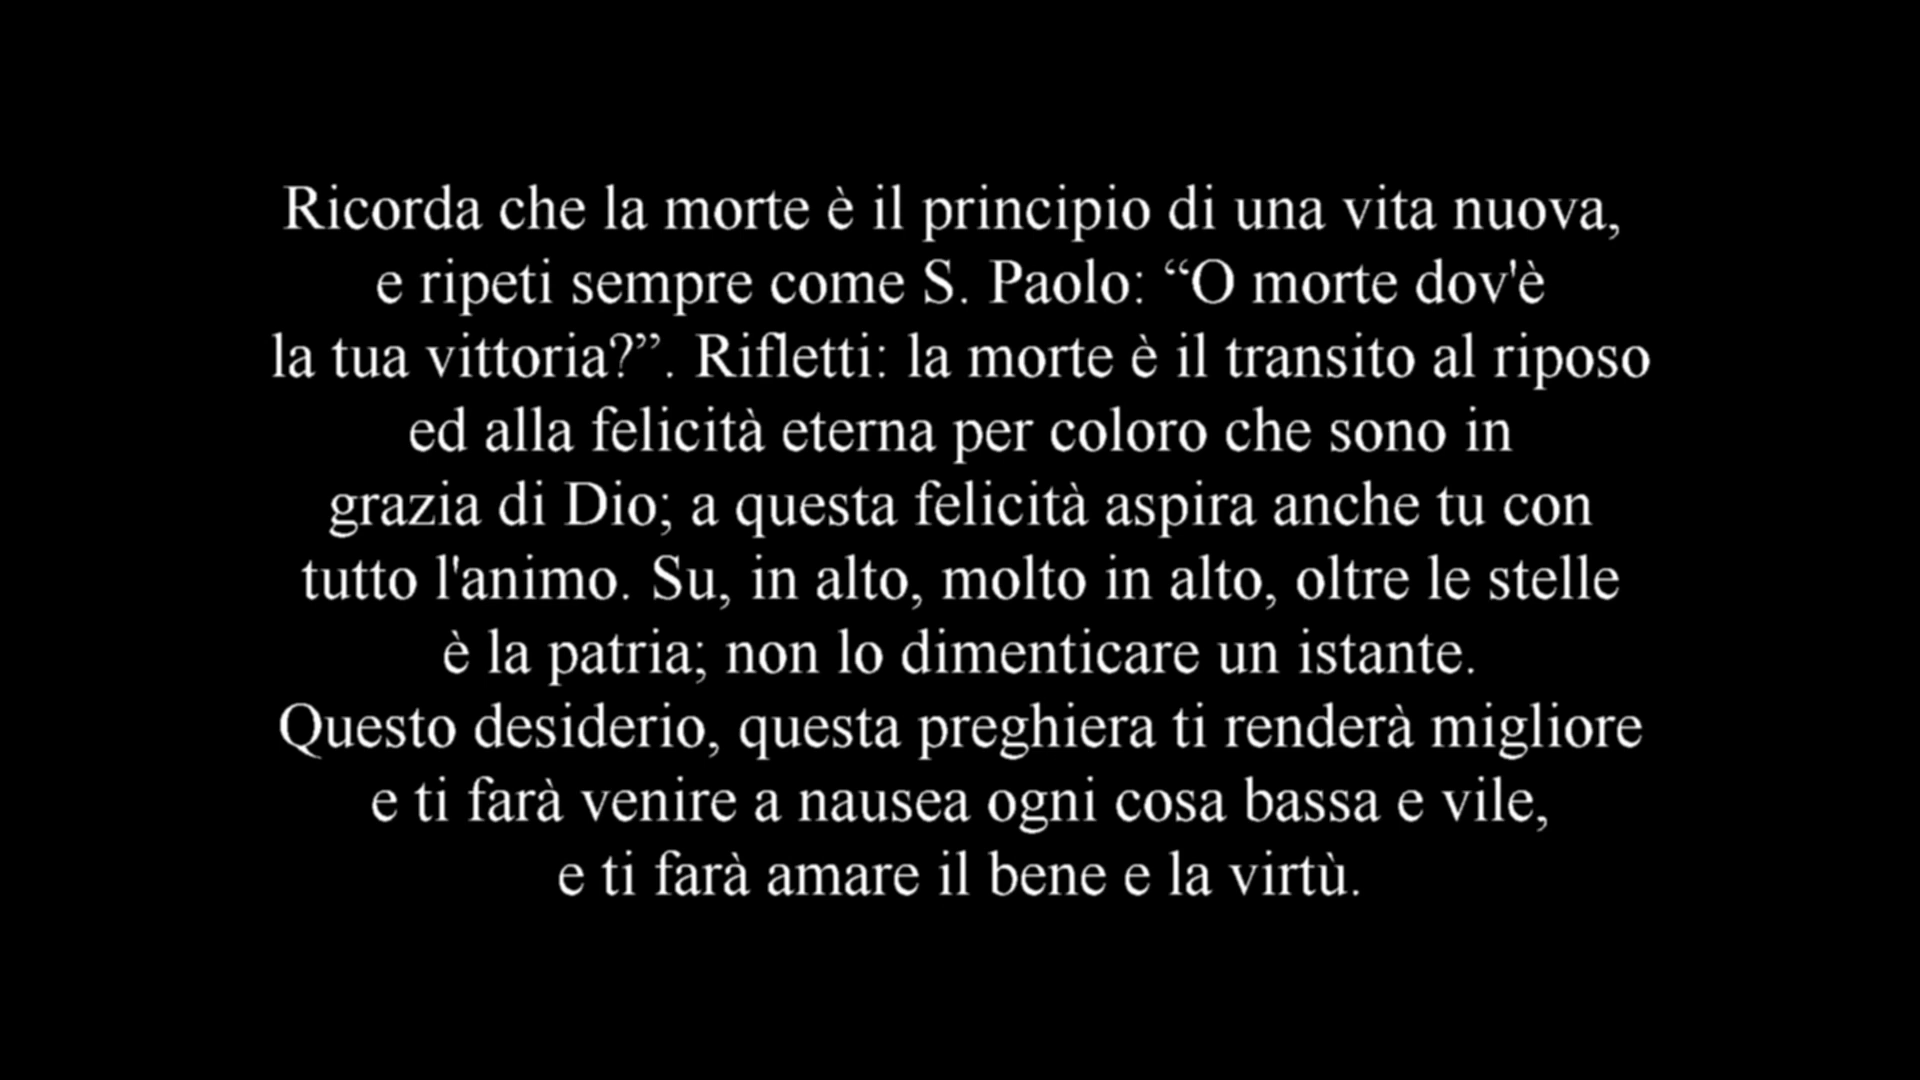 Ricorda che la morte è il principio di una vita nuova,
e ripeti sempre come S. Paolo: “O morte dov'è
la tua vittoria?”. Rifletti: la morte è il transito al riposo
ed alla felicità eterna per coloro che sono in
grazia di Dio; a questa felicità aspira anche tu con
tutto l'animo. Su, in alto, molto in alto, oltre le stelle
è la patria; non lo dimenticare un istante.
Questo desiderio, questa preghiera ti renderà migliore
e ti farà venire a nausea ogni cosa bassa e vile,
e ti farà amare il bene e la virtù.